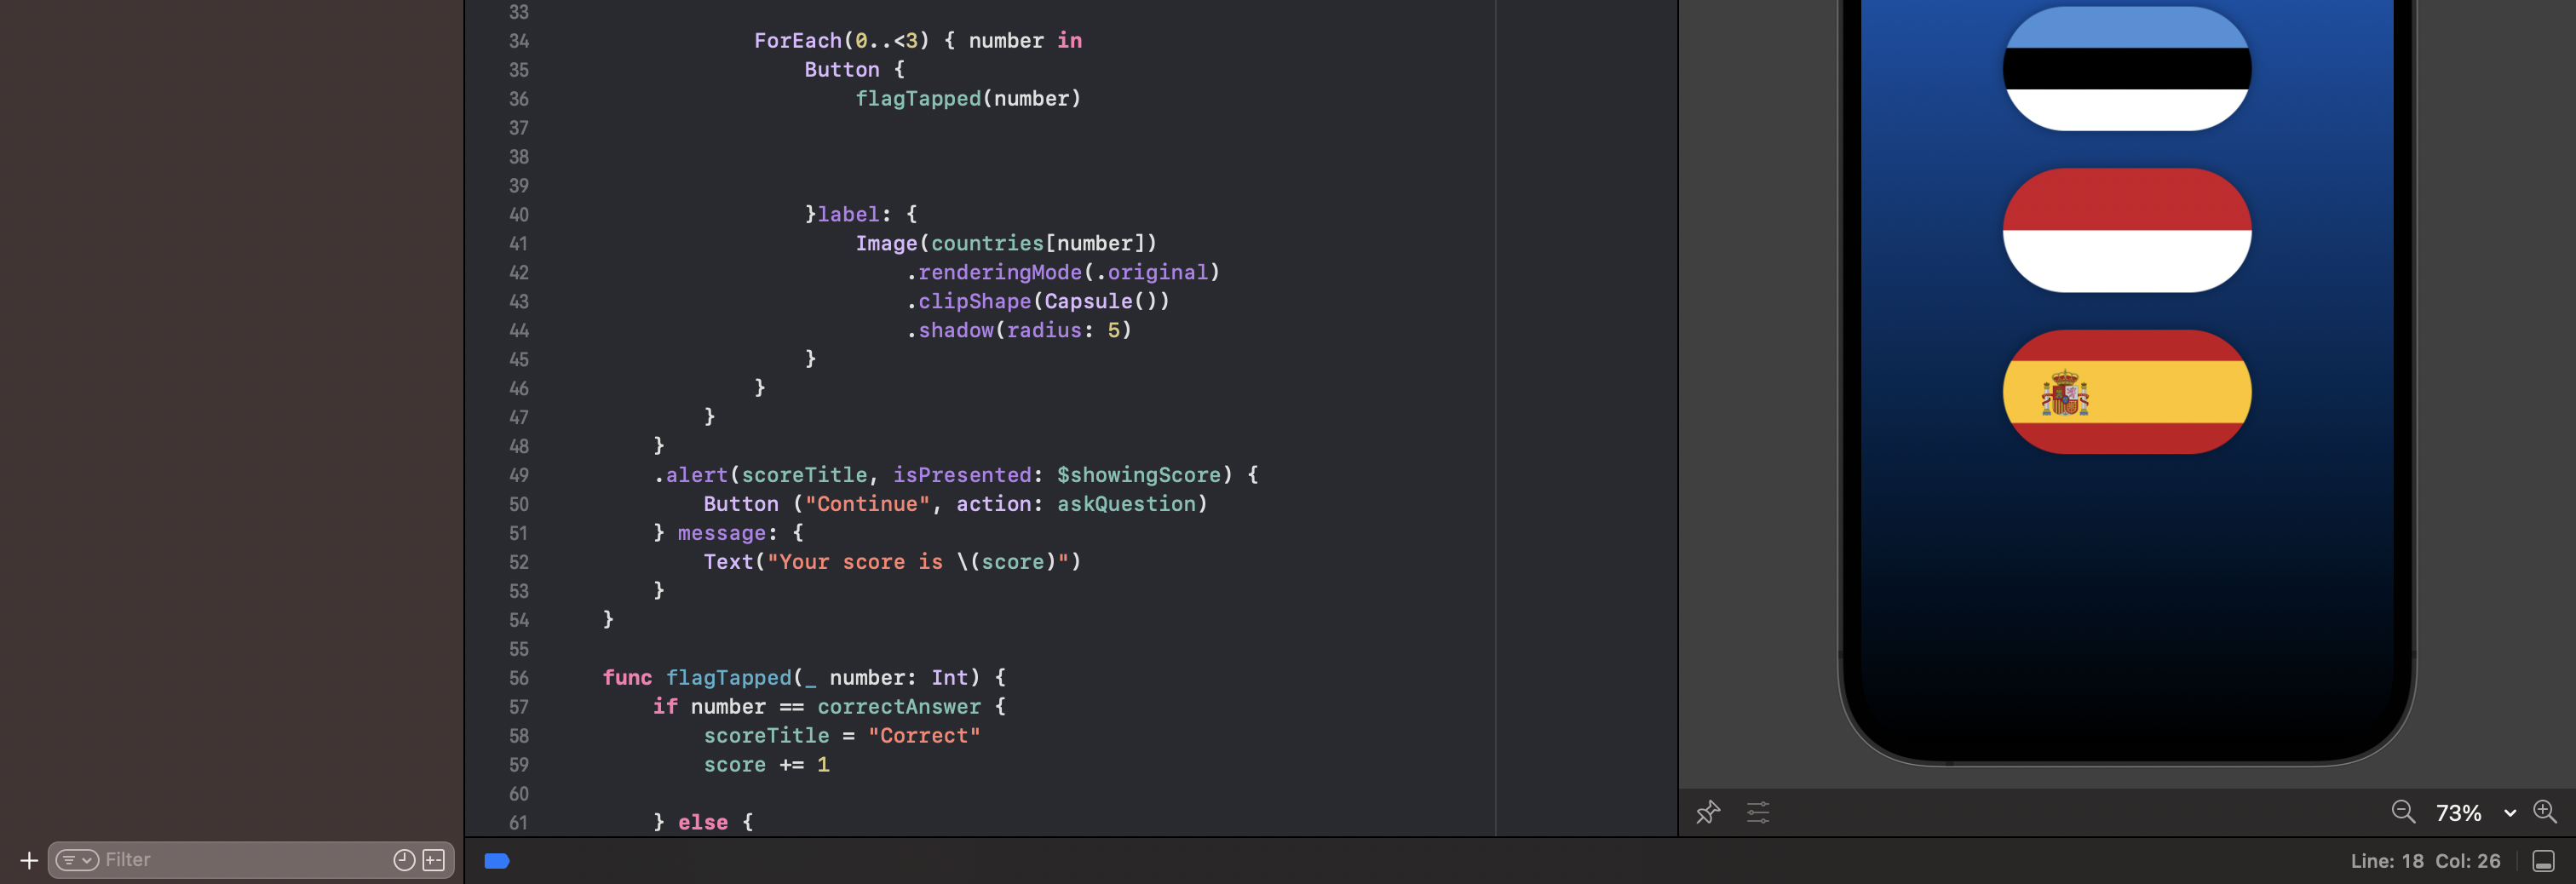 33
34 ForEach(0..<3) { number in
35 Button {
36 flagTapped(number)
37
38
39
40 }label: {
41 Image(countries[number])
42 .renderingMode(.original)
43 .clipShape(Capsule())
44 .shadow(radius: 5)
45 }
46 }
47 }
48 }
49 .alert(scoreTitle, isPresented: $showingScore) {
50 Button ("Continue", action: askQuestion)
51 } message: {
52 Text("Your score is \(score)")
53 }
54 }
55
56 func flagTapped(_ number: Int) {
57 if number == correctAnswer {
58 scoreTitle = "Correct"
59 score += 1
60
61 } else {
73%
Filter
Line: 18 Col: 26